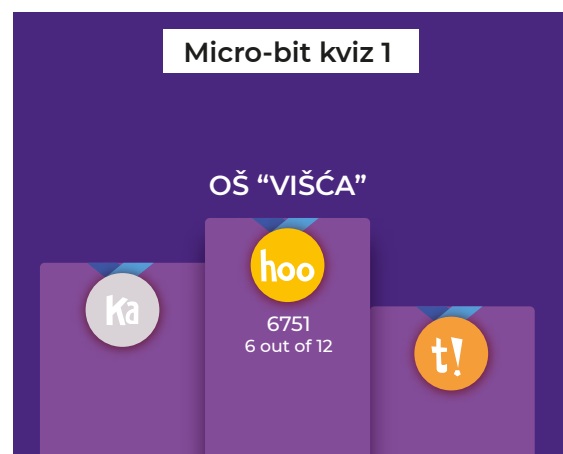 Micro-bit kviz 1
OŠ “VIŠĆA”
Ka
hoo
t!
6751
6 out of 12